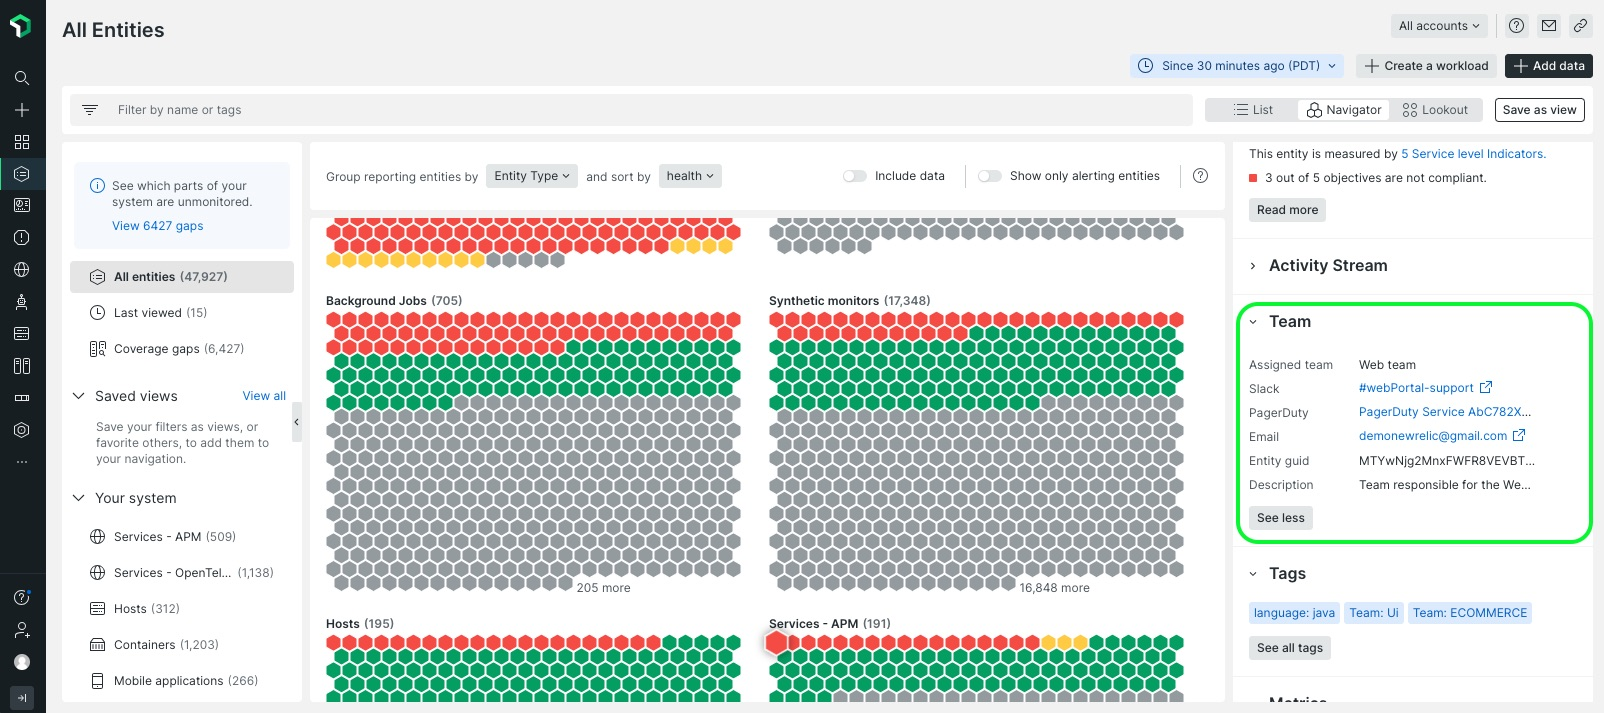 All Entities
All accounts
Since 30 minutes ago (PDT)
Create a workload
Add data
Filter by name or tags
List
Navigator
Lookout
Save as view
See which parts of your
system are unmonitored.
View 6427 gaps
All entities (47,927)
Last viewed (15)
Coverage gaps (6,427)
Saved views
View all
Save your filters as views, or
favorite others, to add them to
your navigation.
Your system
Services - APM (509)
Services - OpenTel... (1,138)
Hosts (312)
Containers (1,203)
Mobile applications (266)
Group reporting entities by
Entity Type
and sort by
health
Include data
Show only alerting entities
Background Jobs (705)
205 more
Synthetic monitors (17,348)
16,848 more
Hosts (195)
Services - APM (191)
This entity is measured by 5 Service level Indicators.
3 out of 5 objectives are not compliant.
Read more
Activity Stream
Team
Assigned team Web team
Slack #webPortal-support
PagerDuty PagerDuty Service AbC782X...
Email demonewrelic@gmail.com
Entity guid MTYwNjg2MnxFWFR8VEVBT...
Description Team responsible for the We...
See less
Tags
language: java
Team: Ui
Team: ECOMMERCE
See all tags
Metrics